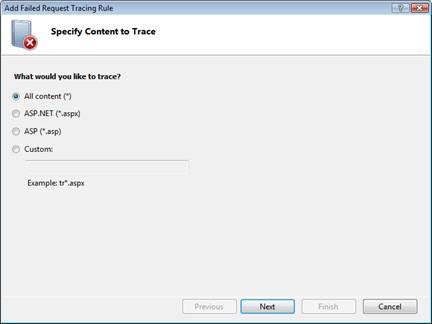 Add Failed Request Tracing Rule
Specify Content to Trace
What would you like to trace?
All content (*)
ASP.NET (*.aspx)
ASP (*.asp)
Custom:
Example: tr*.aspx
Previous Next Finish Cancel